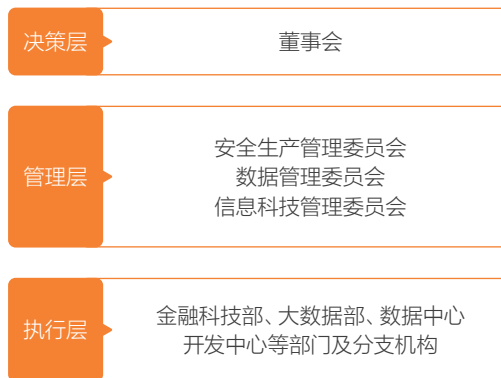 决策层
董事会
管理层
安全生产管理委员会
数据管理委员会
信息科技管理委员会
执行层
金融科技部、大数据部、数据中心
开发中心等部门及分支机构